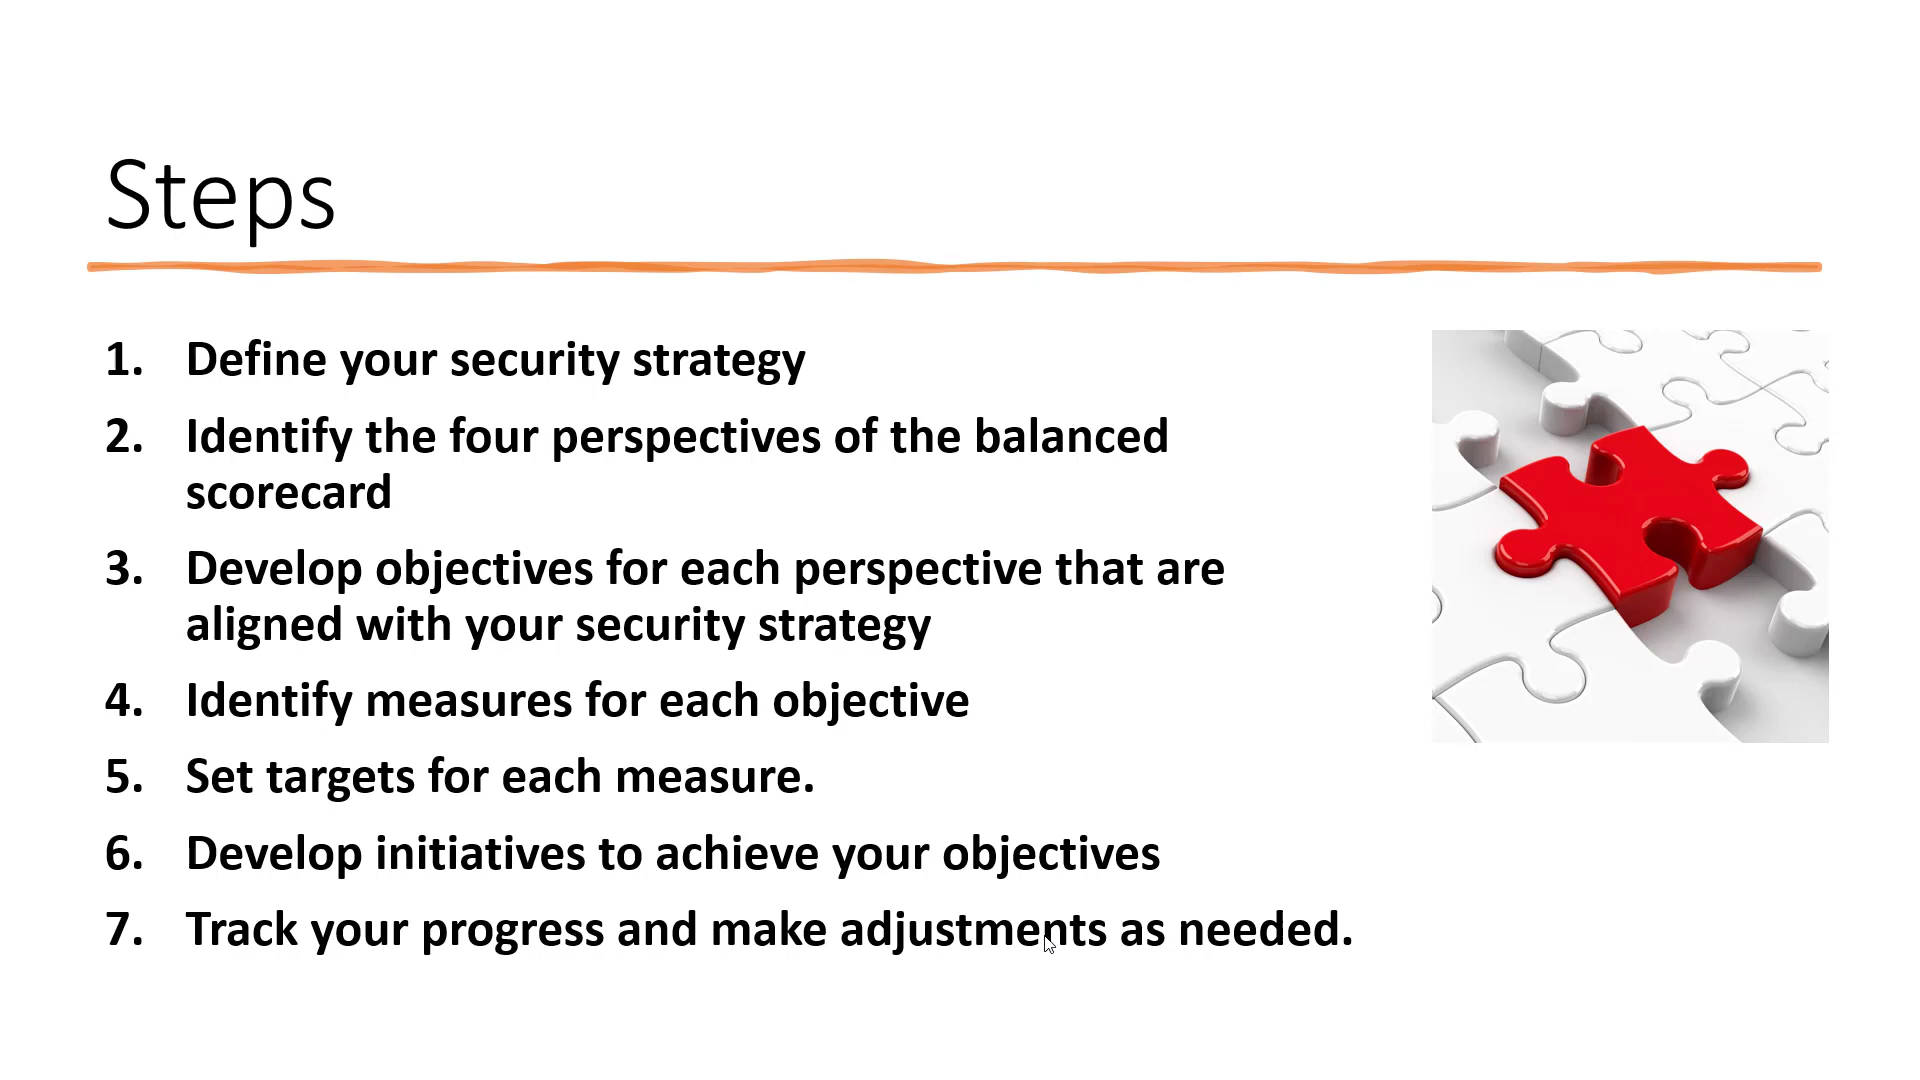 Steps
1. Define your security strategy
2. Identify the four perspectives of the balanced
scorecard
3. Develop objectives for each perspective that are
aligned with your security strategy
4. Identify measures for each objective
5. Set targets for each measure.
6. Develop initiatives to achieve your objectives
7. Track your progress and make adjustments as needed.